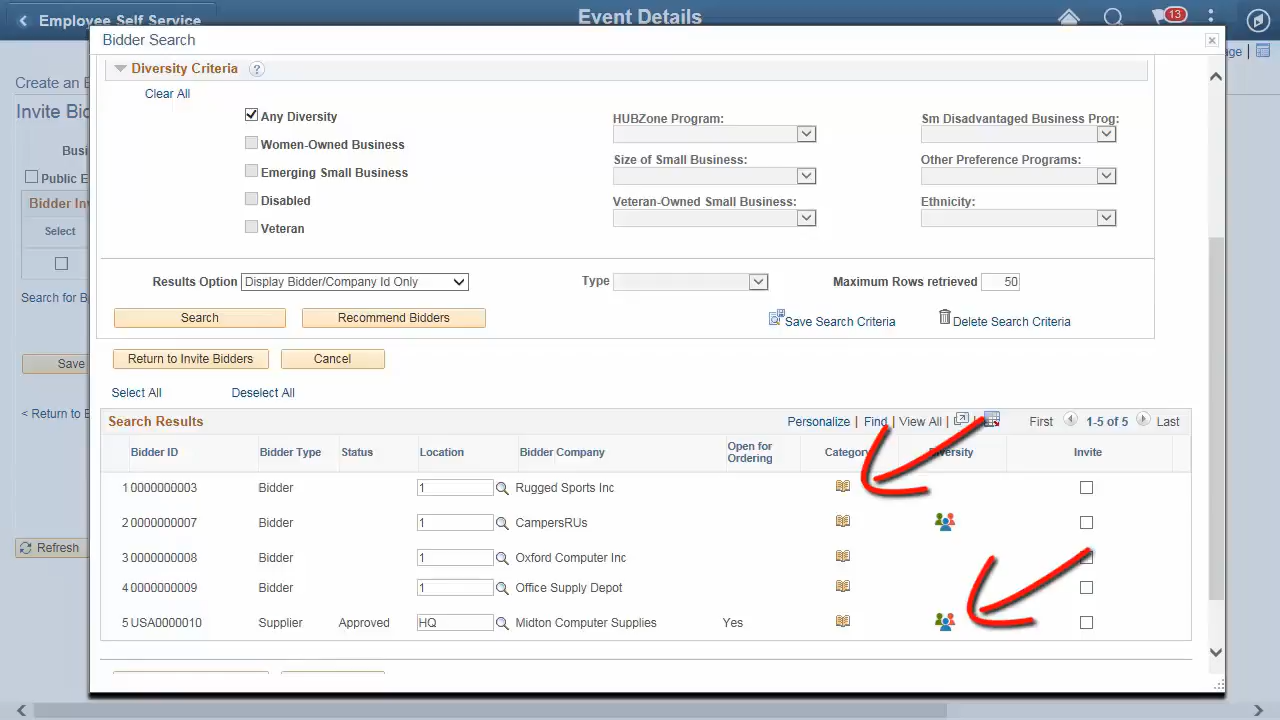 Employee Self Service
Event Details
13
Bidder Search
Create an E
Invite Bid
Busi
Public E
Bidder Inv
Select
Search for B
Save
< Return to E
Refresh
Diversity Criteria ?
Clear All
Any Diversity
Women-Owned Business
Emerging Small Business
Disabled
Veteran
HUBZone Program:
Size of Small Business:
Veteran-Owned Small Business:
Sm Disadvantaged Business Prog:
Other Preference Programs:
Ethnicity:
Results Option Display Bidder/Company Id Only Type Maximum Rows retrieved 50
Search Recommend Bidders Save Search Criteria Delete Search Criteria
Return to Invite Bidders Cancel
Select All Deselect All
Search Results Personalize | Find | View All | | First 1-5 of 5 Last
Bidder ID Bidder Type Status Location Bidder Company Open for Ordering Category Diversity Invite
1 0000000003 Bidder 1 Rugged Sports Inc
2 0000000007 Bidder 1 CampersRUs
3 0000000008 Bidder 1 Oxford Computer Inc
4 0000000009 Bidder 1 Office Supply Depot
5 USA0000010 Supplier Approved HQ Midton Computer Supplies Yes